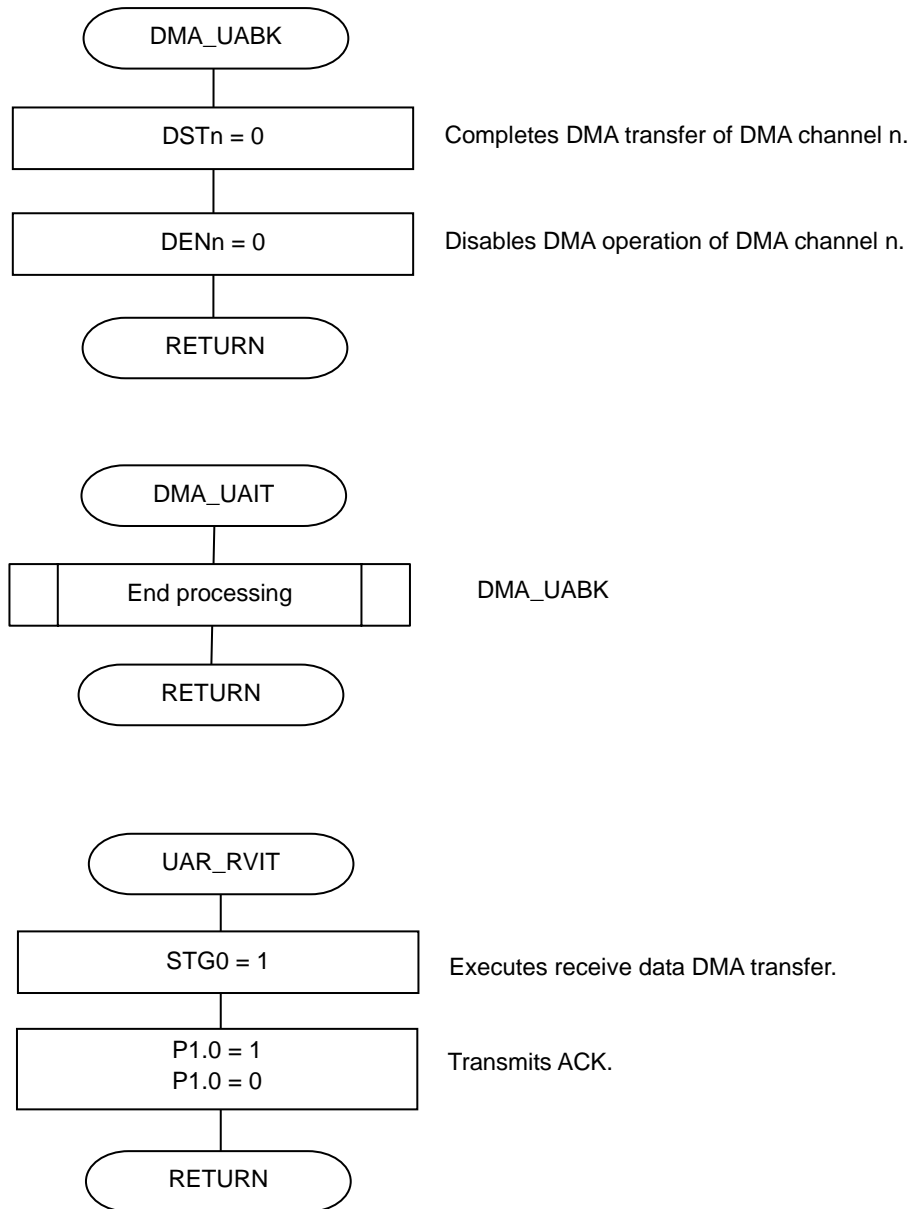 DMA_UABK
DSTn = 0
Completes DMA transfer of DMA channel n.
DENn = 0
Disables DMA operation of DMA channel n.
RETURN
DMA_UAIT
End processing
DMA_UABK
RETURN
UAR_RVIT
STG0 = 1
Executes receive data DMA transfer.
P1.0 = 1
P1.0 = 0
Transmits ACK.
RETURN